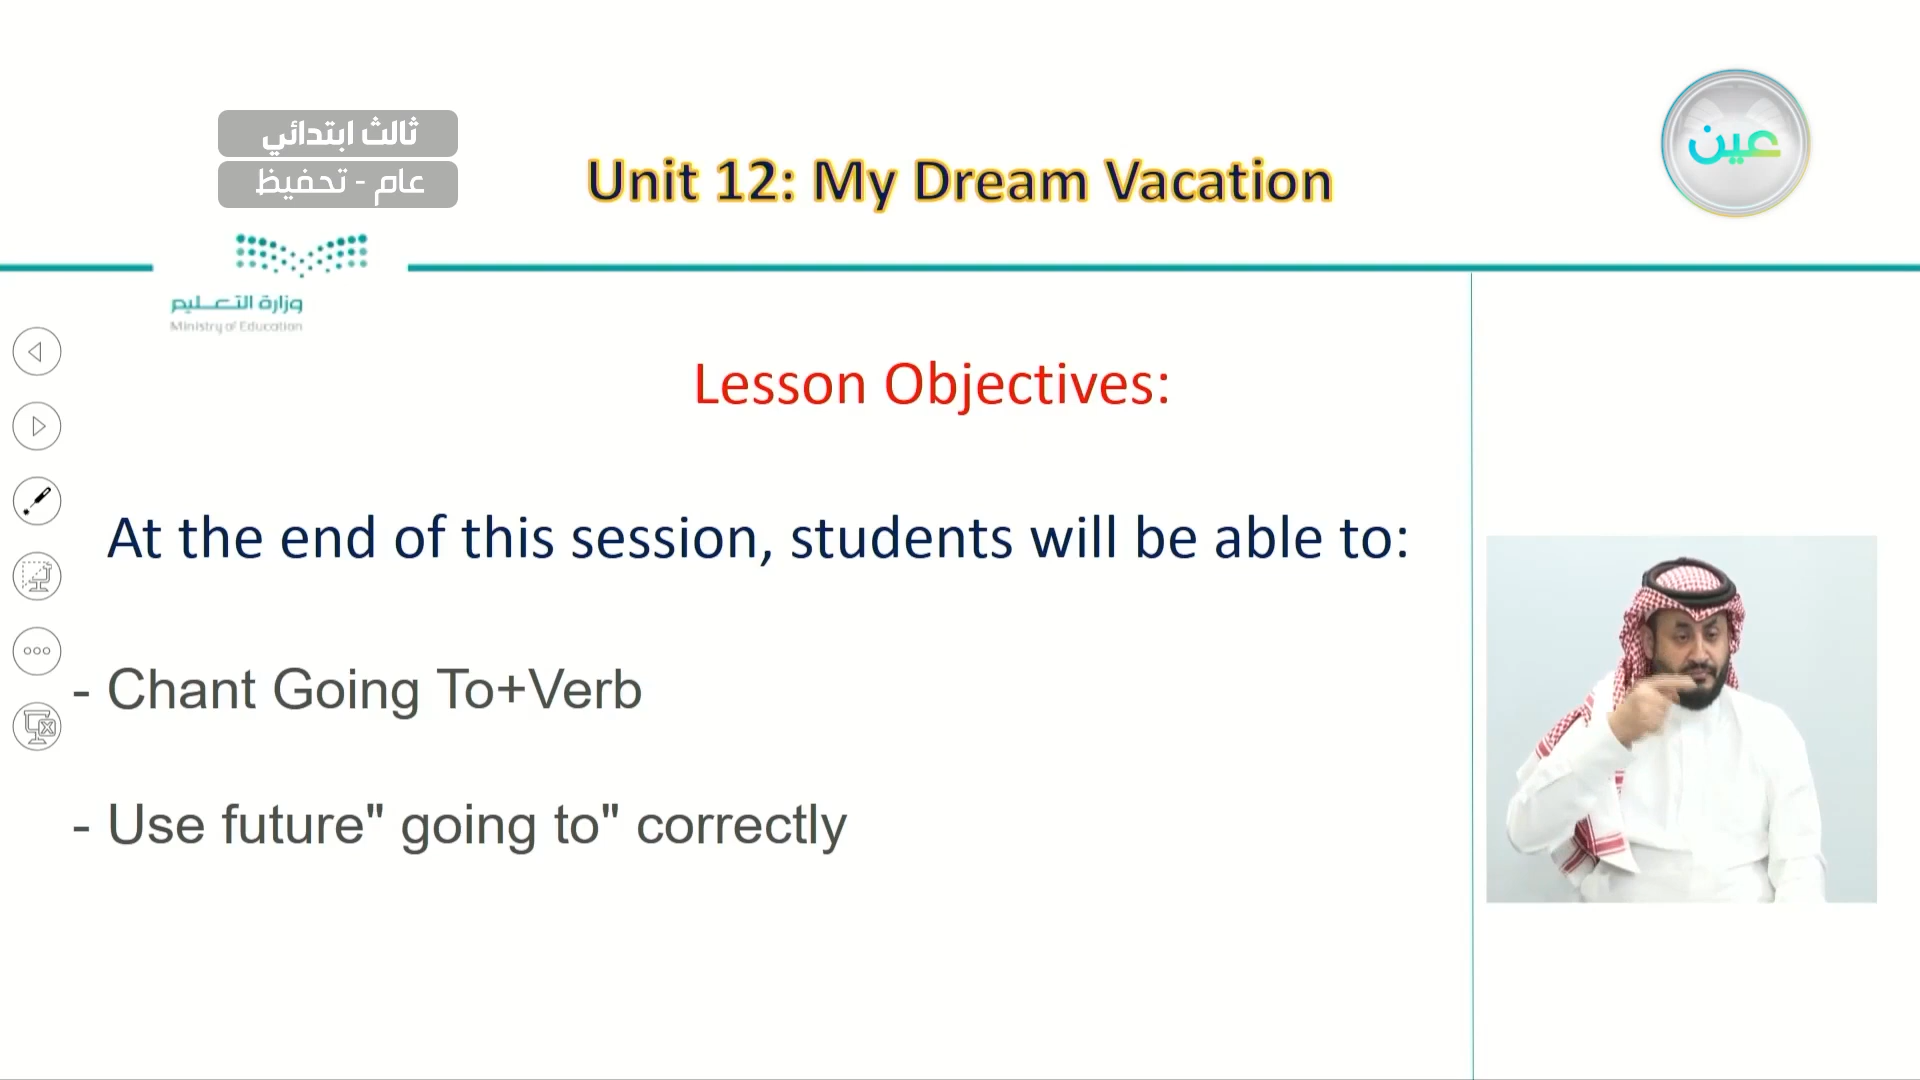 ثالث ابتدائي
عام - تحفيظ
Unit 12: My Dream Vacation
عين
وزارة التعليم
Ministry of Education
Lesson Objectives:
At the end of this session, students will be able to:
- Chant Going To+Verb
- Use future" going to" correctly